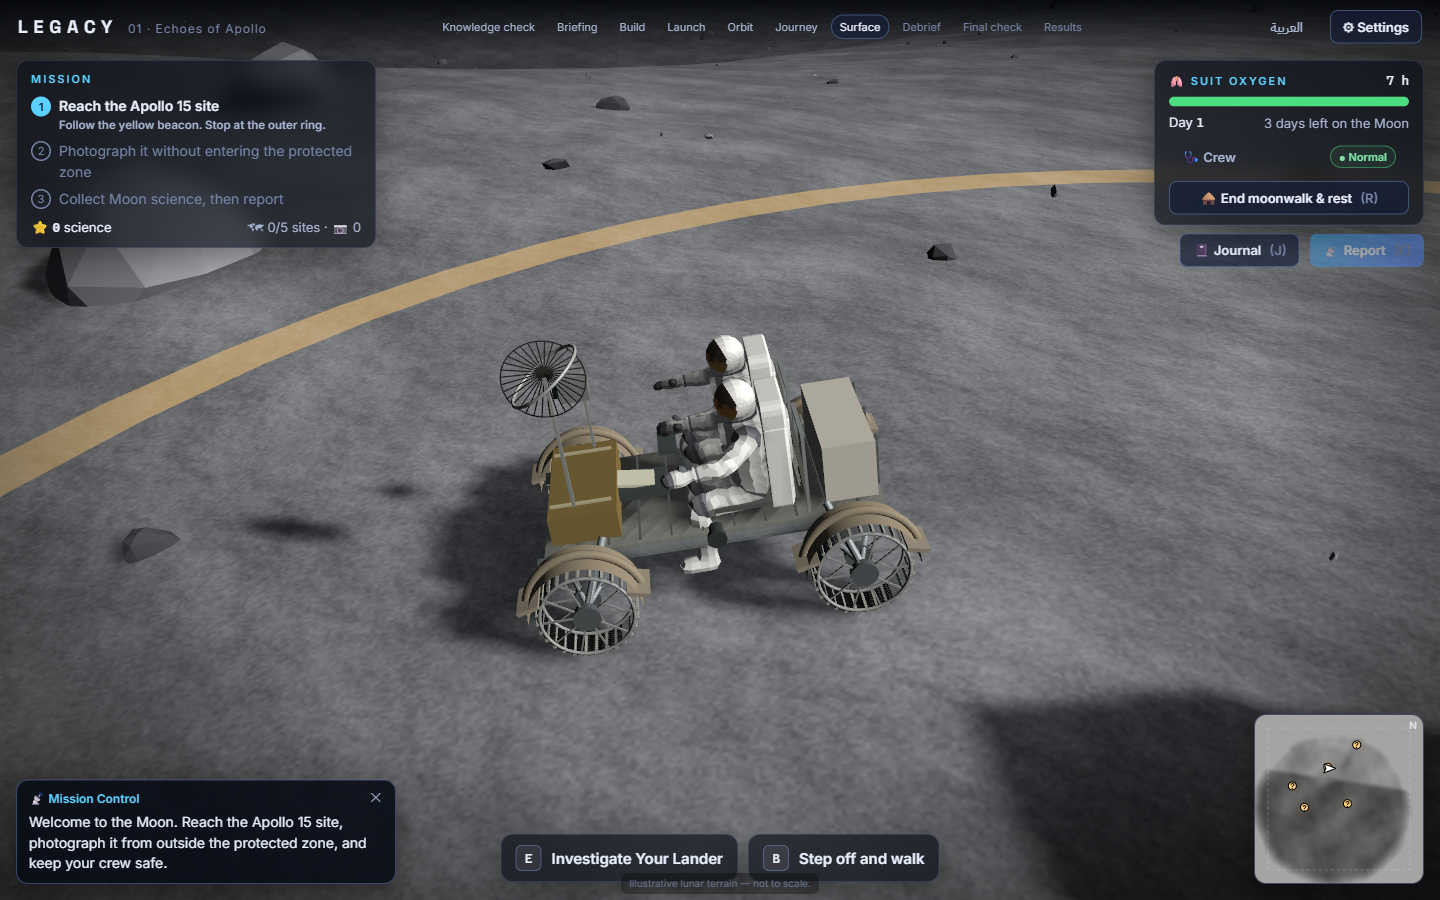 LEGACY 01 · Echoes of Apollo
Knowledge check Briefing Build Launch Orbit Journey Surface Debrief Final check Results
العربية
Settings
MISSION
1 Reach the Apollo 15 site
Follow the yellow beacon. Stop at the outer ring.
2 Photograph it without entering the protected
zone
3 Collect Moon science, then report
0 science 0/5 sites · 0
SUIT OXYGEN 7 h
Day 1 3 days left on the Moon
Crew Normal
End moonwalk & rest (R)
Journal (J) Report
N
? ? ? ? ?
Mission Control
Welcome to the Moon. Reach the Apollo 15 site,
photograph it from outside the protected zone, and
keep your crew safe.
E Investigate Your Lander B Step off and walk
Illustrative lunar terrain — not to scale.